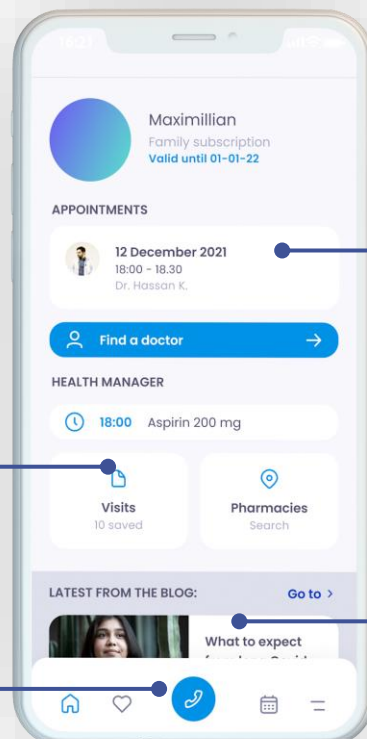 Maximillian
Family subscription
Valid until 01-01-22
APPOINTMENTS
12 December 2021
18:00 - 18.30
Dr. Hassan K.
Find a doctor
HEALTH MANAGER
18:00 Aspirin 200 mg
Visits
10 saved
Pharmacies
Search
LATEST FROM THE BLOG:
Go to >
What to expect